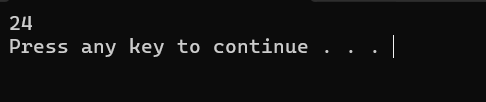 24
Press any key to continue . . .